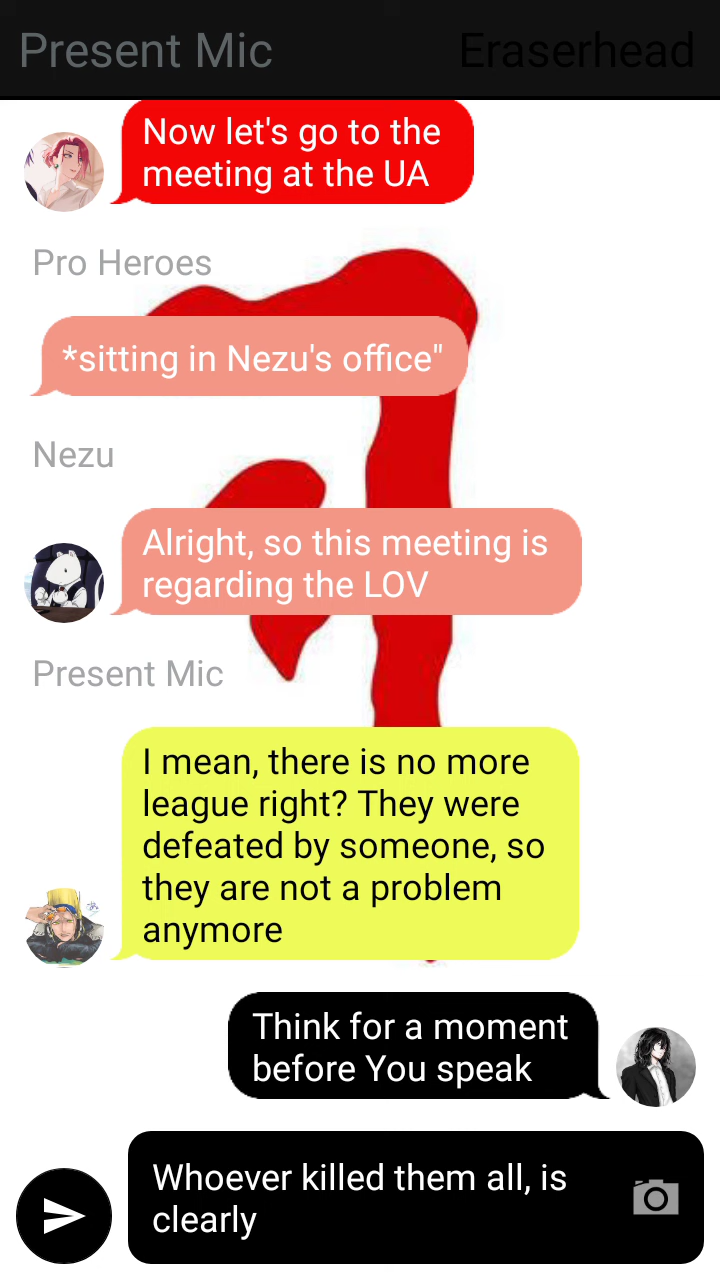 Present Mic Eraserhead
Now let's go to the
meeting at the UA
Pro Heroes
*sitting in Nezu's office"
Nezu
Alright, so this meeting is
regarding the LOV
Present Mic
I mean, there is no more
league right? They were
defeated by someone, so
they are not a problem
anymore
Think for a moment
before You speak
Whoever killed them all, is
clearly